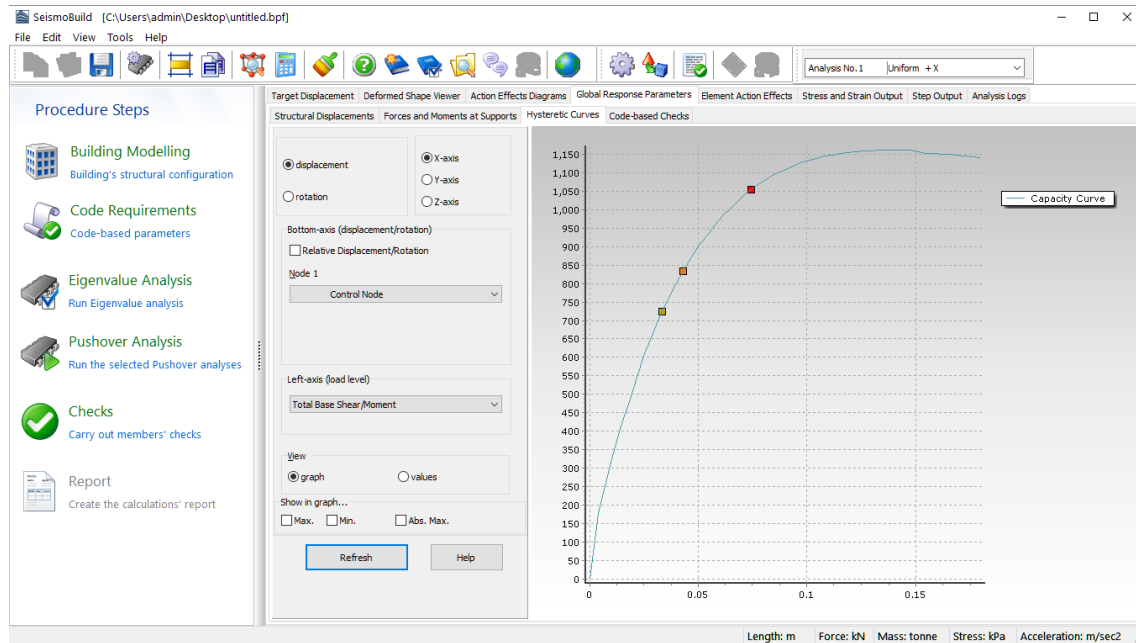 SeismoBuild [C:\Users\admin\Desktop\untitled.bpf]
File Edit View Tools Help
Analysis No.1 Uniform +X
Procedure Steps
Building Modelling
Building's structural configuration
Code Requirements
Code-based parameters
Eigenvalue Analysis
Run Eigenvalue analysis
Pushover Analysis
Run the selected Pushover analyses
Checks
Carry out members' checks
Report
Create the calculations' report
Target Displacement Deformed Shape Viewer Action Effects Diagrams Global Response Parameters Element Action Effects Stress and Strain Output Step Output Analysis Logs
Structural Displacements Forces and Moments at Supports Hysteretic Curves Code-based Checks
displacement
rotation
X-axis
Y-axis
Z-axis
Bottom-axis (displacement/rotation)
Relative Displacement/Rotation
Node 1
Control Node
Left-axis (load level)
Total Base Shear/Moment
View
graph values
Show in graph...
Max. Min. Abs. Max.
Refresh Help
1,150
1,100
1,050
1,000
950
900
850
800
750
700
650
600
550
500
450
400
350
300
250
200
150
100
50
0
0 0.05 0.1 0.15
Capacity Curve
Length: m Force: kN Mass: tonne Stress: kPa Acceleration: m/sec2